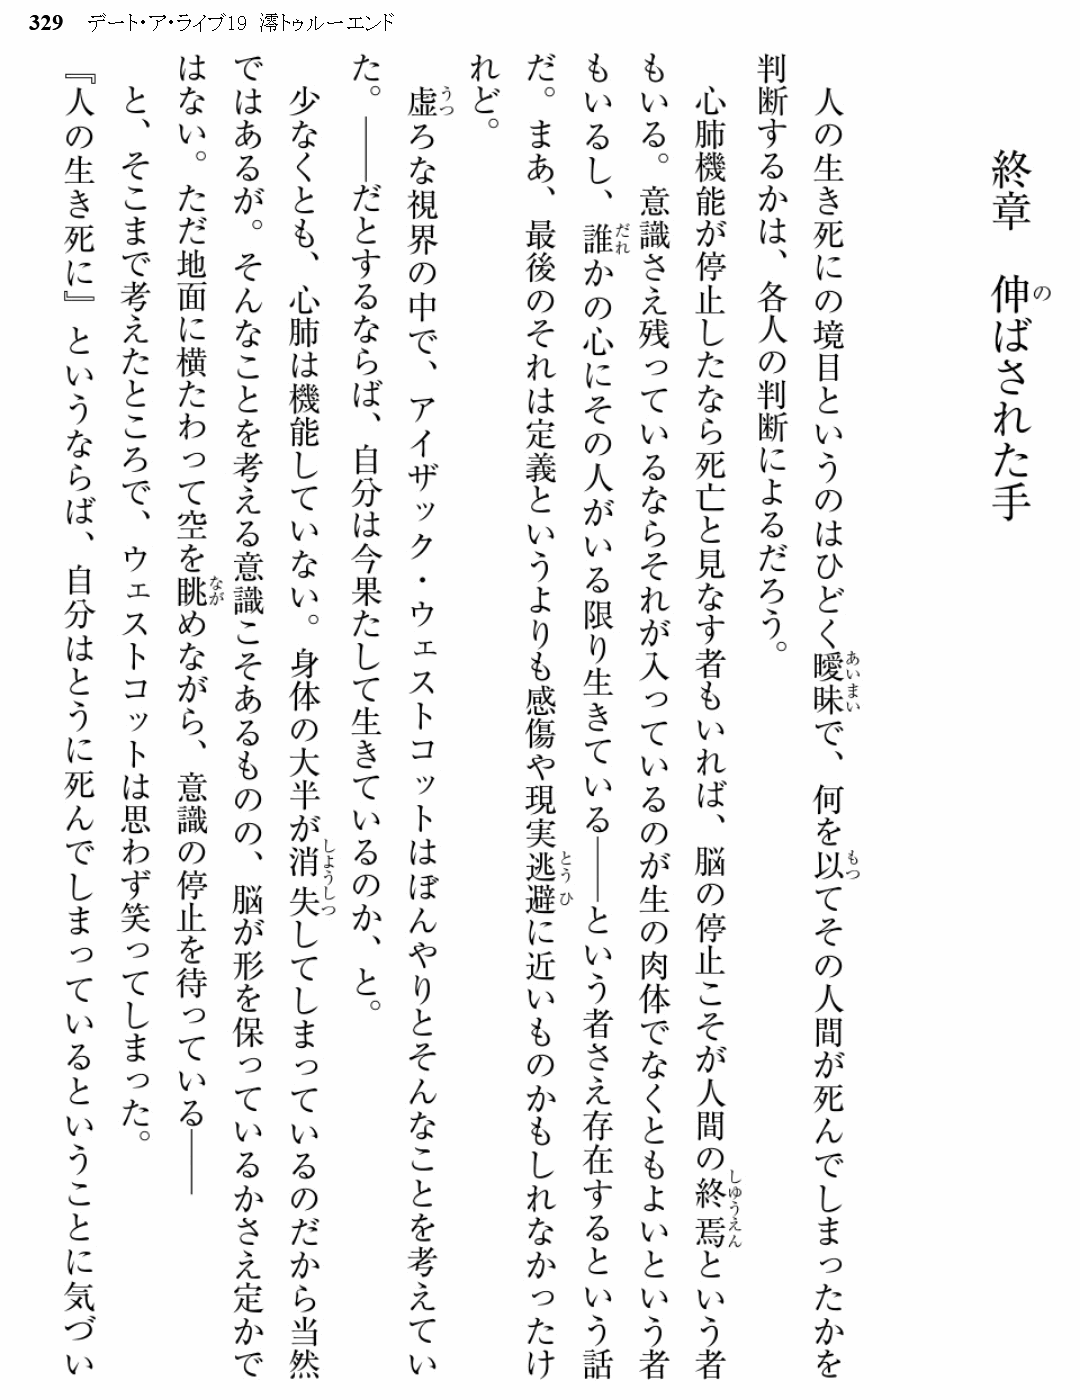 329 デート・ア・ライブ19 澪トゥルーエンド
終章　伸ばされた手
人の生き死にの境目というのはひどく曖昧で、何を以てその人間が死んでしまったかを
判断するかは、各人の判断によるだろう。
心肺機能が停止したなら死亡と見なす者もいれば、脳の停止こそが人間の終焉という者
もいる。意識さえ残っているならそれが入っているのが生の肉体でなくともよいという者
もいるし、誰かの心にその人がいる限り生きている――という者さえ存在するという話
だ。まあ、最後のそれは定義というよりも感傷や現実逃避に近いものかもしれなかったけ
れど。
虚ろな視界の中で、アイザック・ウェストコットはぼんやりとそんなことを考えてい
た。――だとするならば、自分は今果たして生きているのか、と。
少なくとも、心肺は機能していない。身体の大半が消失してしまっているのだから当然
ではあるが。そんなことを考える意識こそあるものの、脳が形を保っているかさえ定かで
はない。ただ地面に横たわって空を眺めながら、意識の停止を待っている――
と、そこまで考えたところで、ウェストコットは思わず笑ってしまった。
『人の生き死に』というならば、自分はとうに死んでしまっているということに気づい